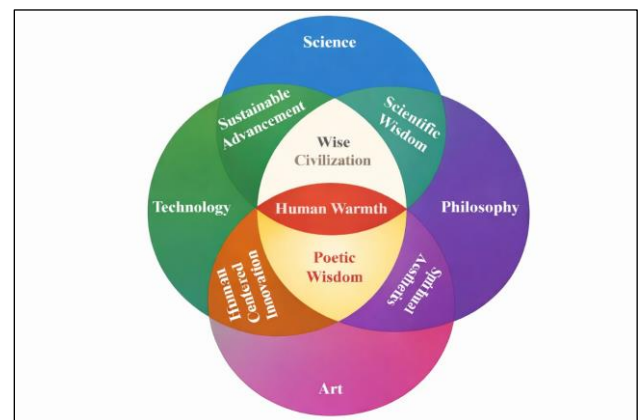 Science
Sustainable
Advancement
Scientific
Wisdom
Wise
Civilization
Technology
Human Warmth
Philosophy
Human
Centered
Innovation
Poetic
Wisdom
Spiritual
Aesthetics
Art